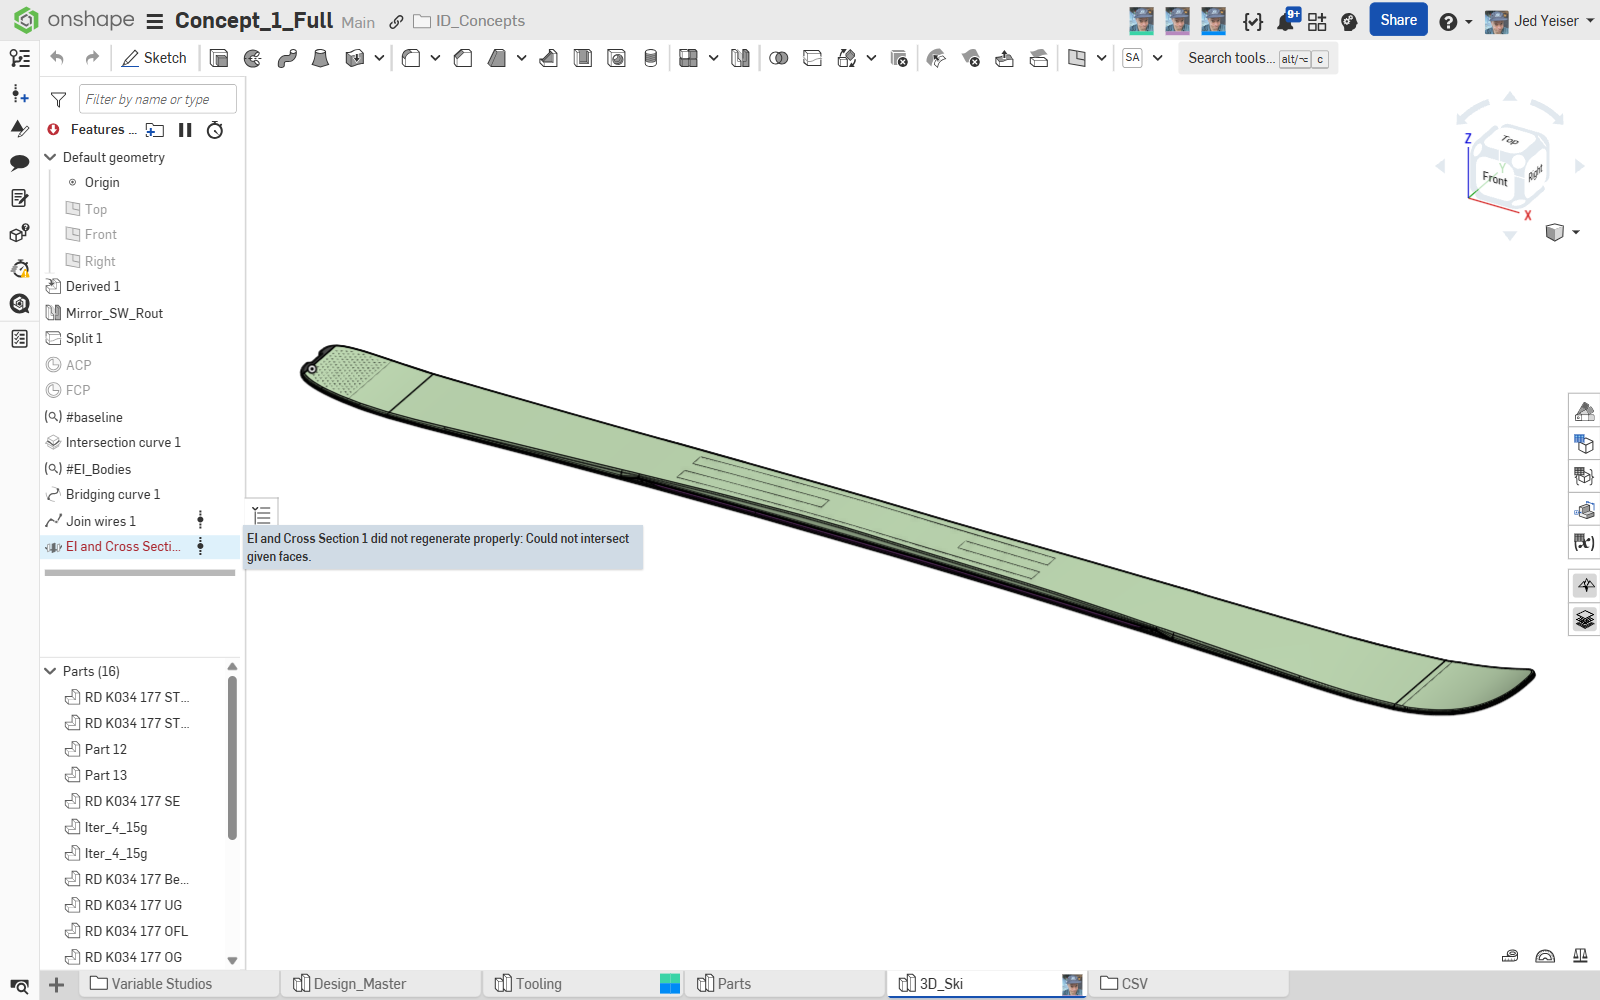 onshape
Concept_1_Full Main ID_Concepts
9+
Share
Jed Yeiser
Sketch
SA
Search tools... alt/⌥ c
Filter by name or type
Features ...
Default geometry
Origin
Top
Front
Right
Derived 1
Mirror_SW_Rout
Split 1
ACP
FCP
#baseline
Intersection curve 1
#EI_Bodies
Bridging curve 1
Join wires 1
EI and Cross Secti...
EI and Cross Section 1 did not regenerate properly: Could not intersect
given faces.
Z
Top
Y
Front
Right
X
Parts (16)
RD K034 177 ST...
RD K034 177 ST...
Part 12
Part 13
RD K034 177 SE
Iter_4_15g
Iter_4_15g
RD K034 177 Be...
RD K034 177 UG
RD K034 177 OFL
RD K034 177 OG
Variable Studios
Design_Master
Tooling
Parts
3D_Ski
CSV